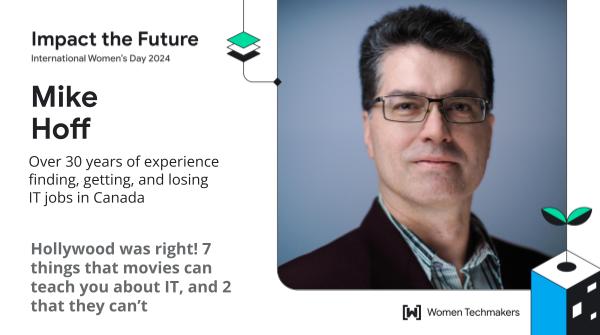 Impact the Future
International Women's Day 2024
Mike
Hoff
Over 30 years of experience
finding, getting, and losing
IT jobs in Canada
Hollywood was right! 7
things that movies can
teach you about IT, and 2
that they can't
[W] Women Techmakers